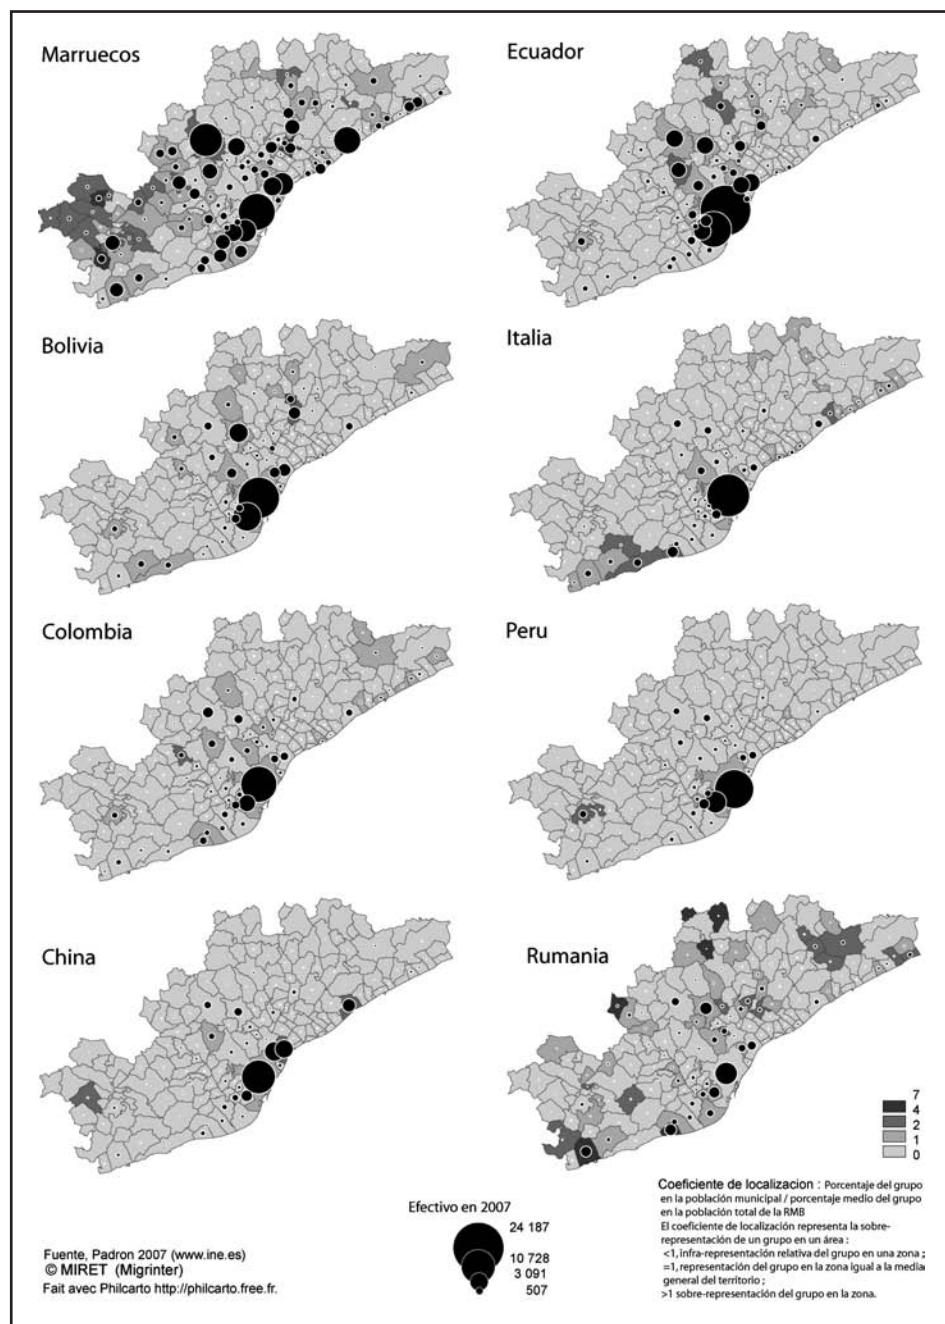 Marruecos
Ecuador
Bolivia
Italia
Colombia
Peru
China
Rumania
7
4
2
1
0
Efectivo en 2007
24 187
10 728
3 091
507
Coeficiente de localizacion : Porcentaje del grupo
en la población municipal / porcentaje medio del grupo
en la población total de la RMB
El coeficiente de localización representa la sobre-
representación de un grupo en un área :
<1, infra-representación relativa del grupo en una zona ;
=1, representación del grupo en la zona igual a la media
general del territorio ;
>1 sobre-representación del grupo en la zona.
Fuente, Padron 2007 (www.ine.es)
© MIRET (Migrinter)
Fait avec Philcarto http://philcarto.free.fr.